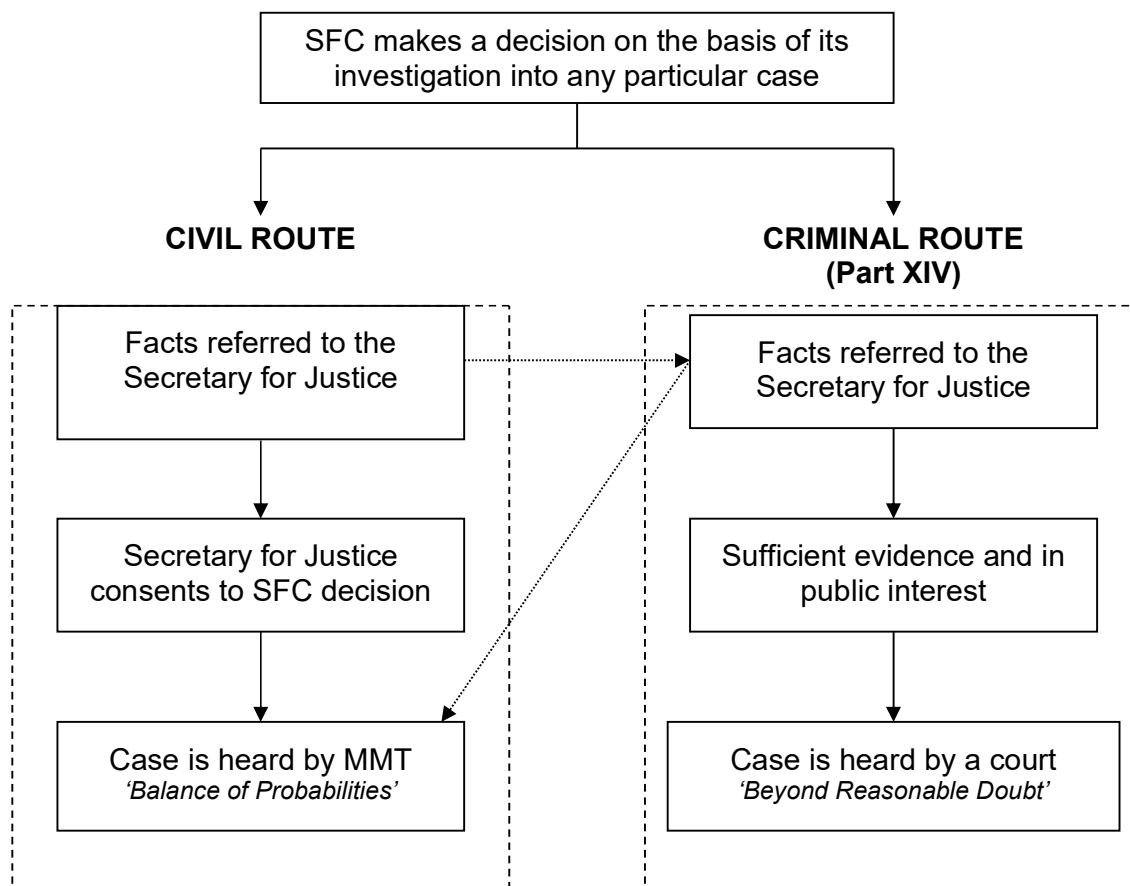 SFC makes a decision on the basis of its
investigation into any particular case
CIVIL ROUTE
CRIMINAL ROUTE
(Part XIV)
Facts referred to the
Secretary for Justice
Facts referred to the
Secretary for Justice
Secretary for Justice
consents to SFC decision
Sufficient evidence and in
public interest
Case is heard by MMT
‘Balance of Probabilities’
Case is heard by a court
‘Beyond Reasonable Doubt’